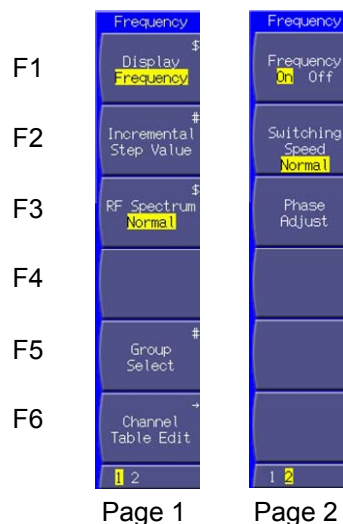 Frequency
F1
$
Display
Frequency
F2
#
Incremental
Step Value
F3
$
RF Spectrum
Normal
F4
F5
#
Group
Select
F6
→
Channel
Table Edit
1 2
Page 1
Frequency
Frequency
On Off
Switching
Speed
Normal
Phase
Adjust
1 2
Page 2